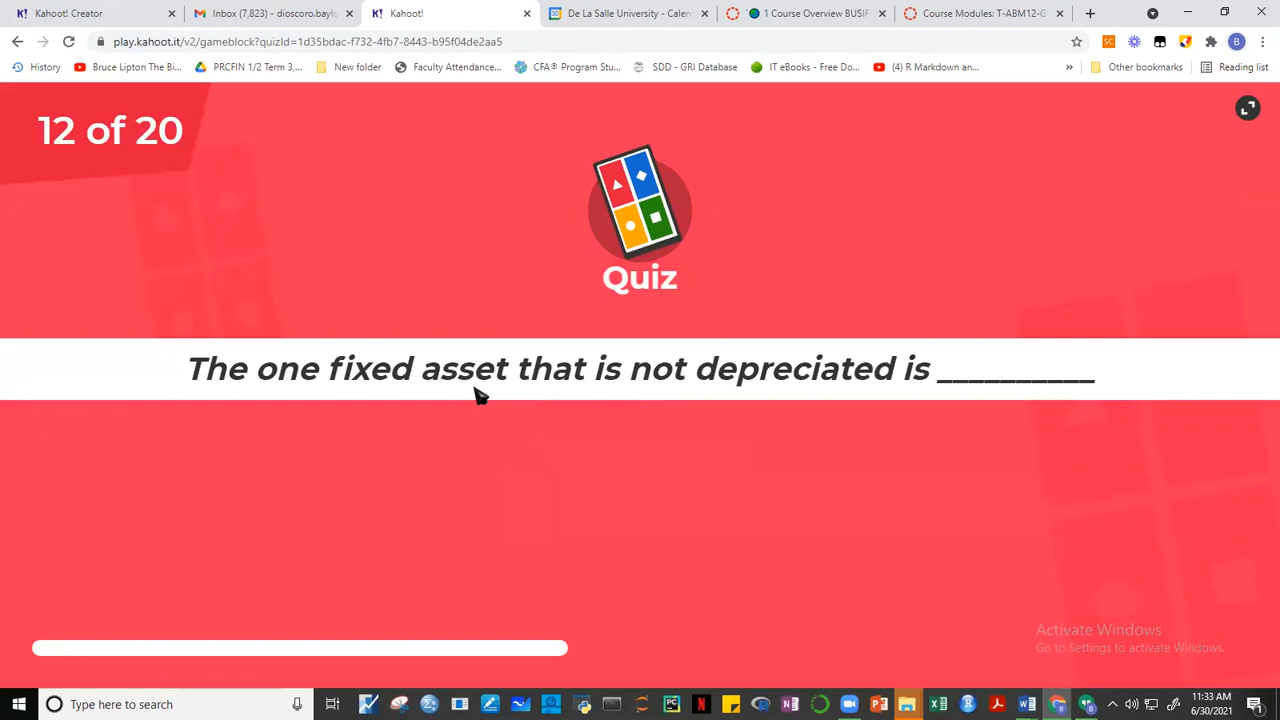 Kahoot! Creator
Inbox (7,823) - dioscoro.baylo
Kahoot!
De La Salle University - Calen
1 Course Overview BUSIF
Course Modules: T-ABM12-G
play.kahoot.it/v2/gameblock?quizId=1d35bdac-f732-4fb7-8443-b95f04de2aa5
B
History
Bruce Lipton The Bi...
PRCFIN 1/2 Term 3,...
New folder
Faculty Attendance...
CFA® Program Stu...
SDD - GRI Database
IT eBooks - Free Do...
(4) R Markdown an...
»
Other bookmarks
Reading list
12 of 20
Quiz
The one fixed asset that is not depreciated is __________
Activate Windows
Go to Settings to activate Windows.
Type here to search
11:33 AM
6/30/2021